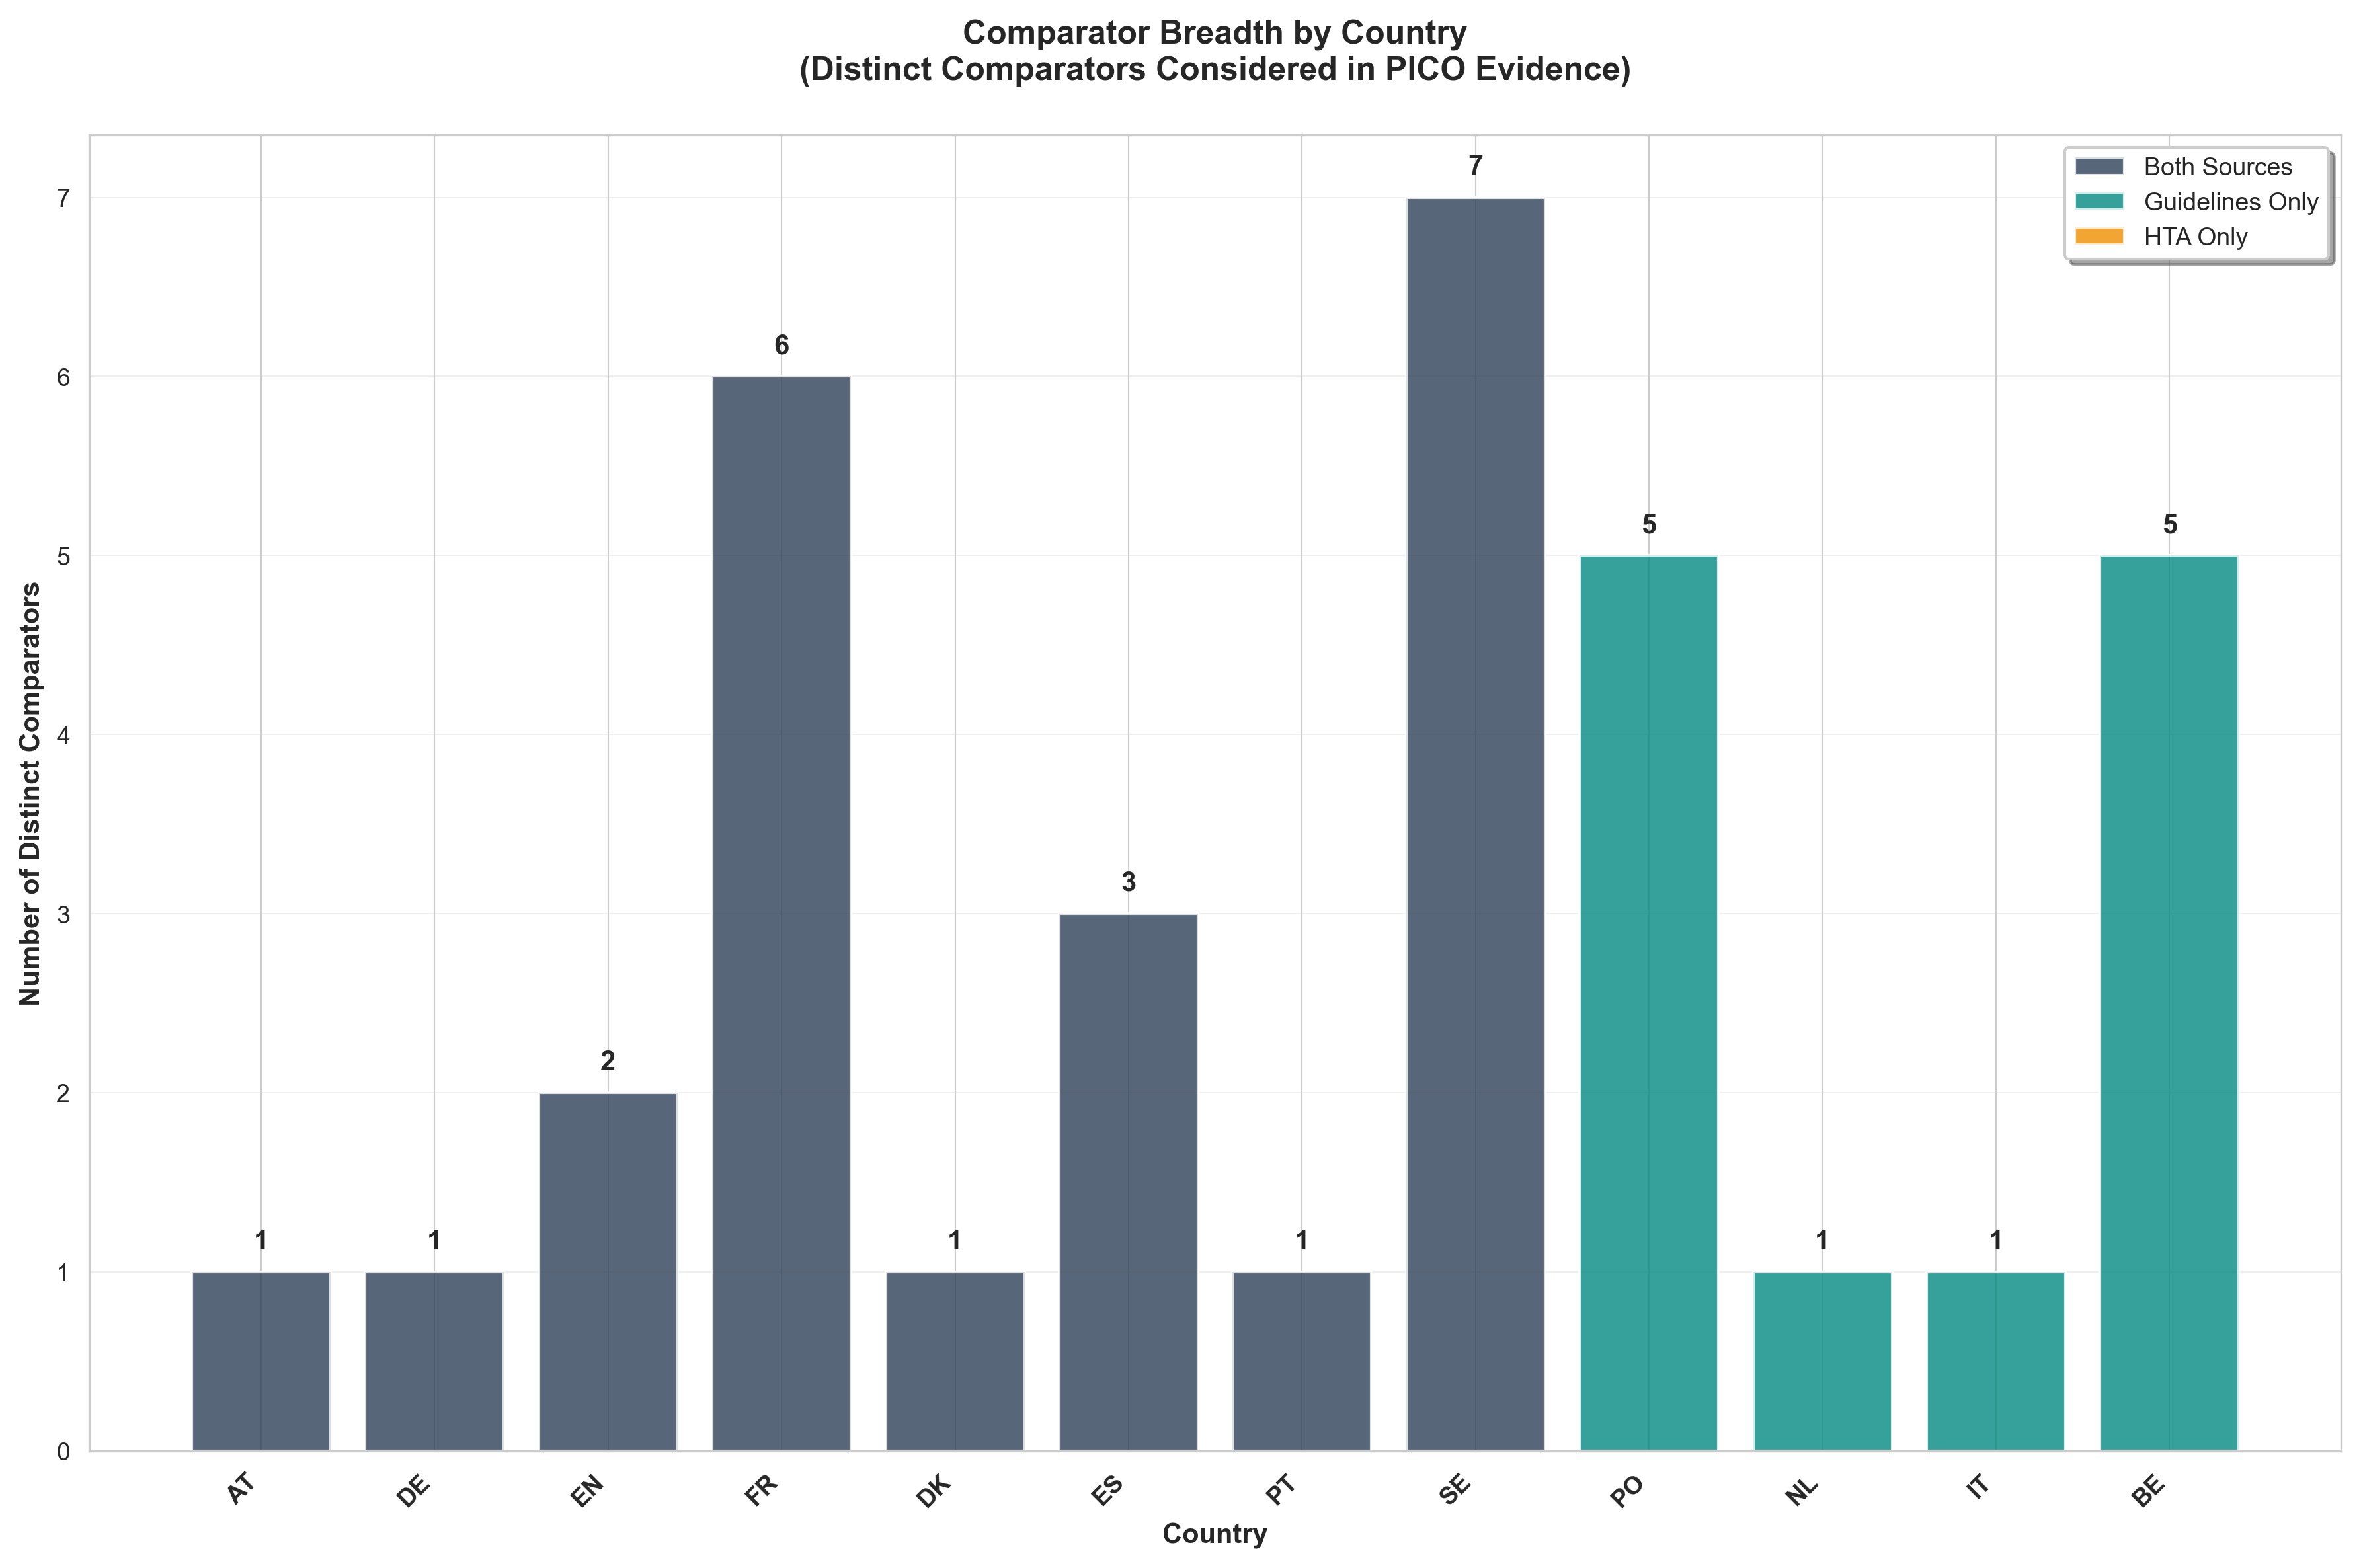 Comparator Breadth by Country
(Distinct Comparators Considered in PICO Evidence)
Both Sources
Guidelines Only
HTA Only
Number of Distinct Comparators
7
6
5
4
3
2
1
0
1
1
2
6
1
3
1
7
5
1
1
5
AT
DE
EN
FR
DK
ES
PT
SE
PO
NL
IT
BE
Country